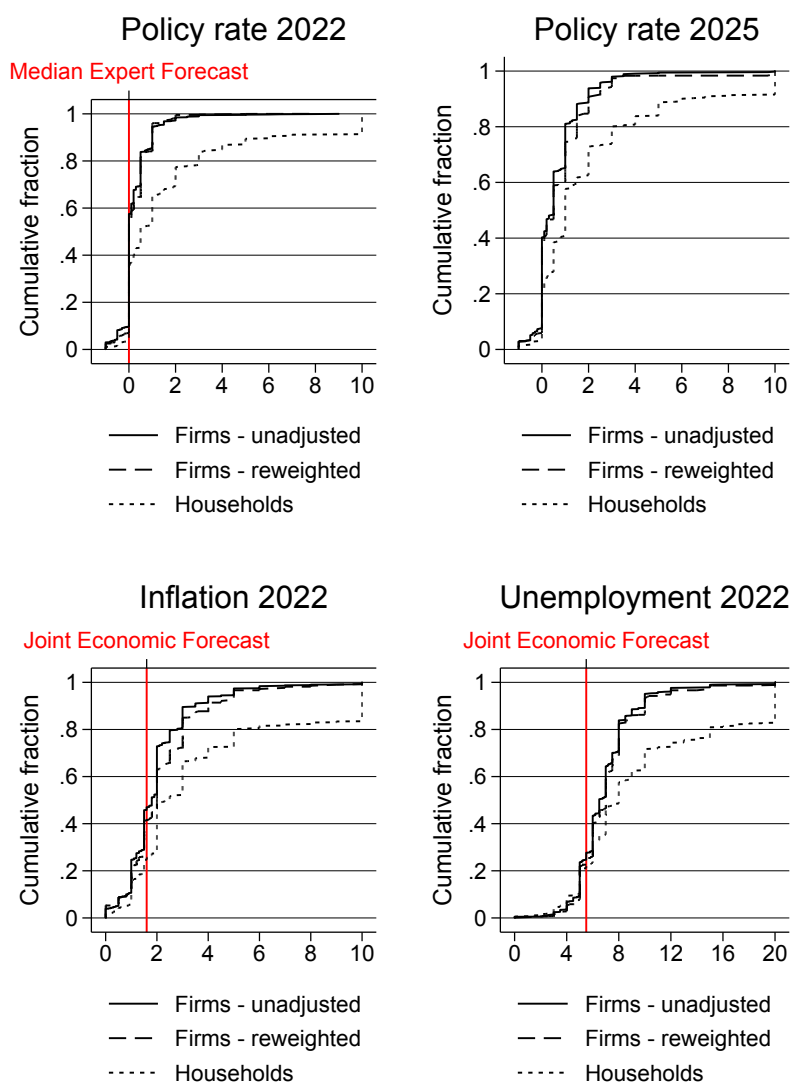 Policy rate 2022
Median Expert Forecast
Cumulative fraction
1
.8
.6
.4
.2
0
0 2 4 6 8 10
Firms - unadjusted
Firms - reweighted
Households
Policy rate 2025
Cumulative fraction
1
.8
.6
.4
.2
0
0 2 4 6 8 10
Firms - unadjusted
Firms - reweighted
Households
Inflation 2022
Joint Economic Forecast
Cumulative fraction
1
.8
.6
.4
.2
0
0 2 4 6 8 10
Firms - unadjusted
Firms - reweighted
Households
Unemployment 2022
Joint Economic Forecast
Cumulative fraction
1
.8
.6
.4
.2
0
0 4 8 12 16 20
Firms - unadjusted
Firms - reweighted
Households